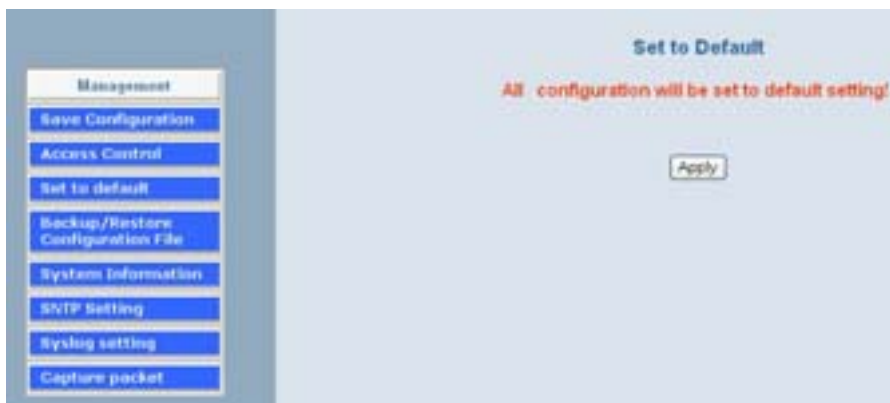 Management
Save Configuration
Access Control
Set to default
Backup/Restore
Configuration File
System Information
SNTP Setting
Syslog setting
Capture packet
Set to Default
All configuration will be set to default setting!
Apply